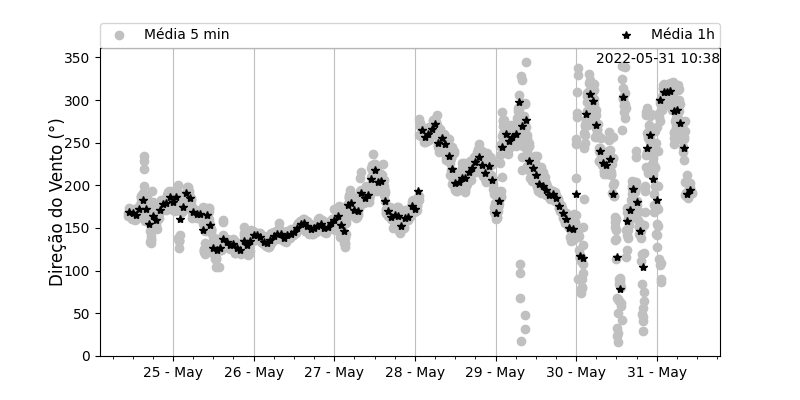 Média 5 min
Média 1h
2022-05-31 10:38
Direção do Vento (°)
350
300
250
200
150
100
50
0
25 - May
26 - May
27 - May
28 - May
29 - May
30 - May
31 - May